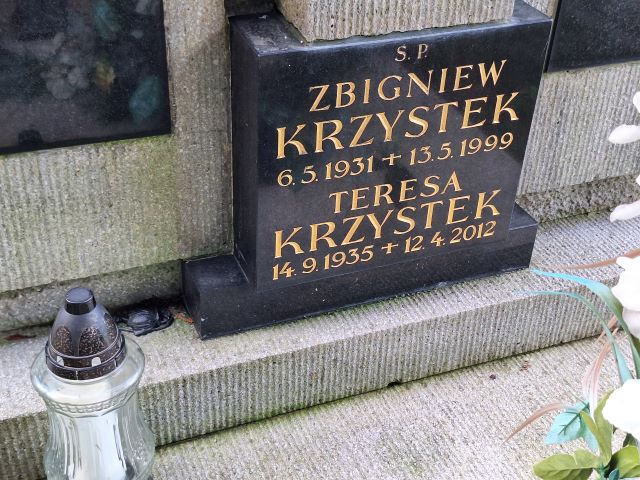 S. P.
ZBIGNIEW
KRZYSTEK
6. 5. 1931 + 13. 5. 1999
TERESA
KRZYSTEK
14. 9. 1935 + 12. 4. 2012